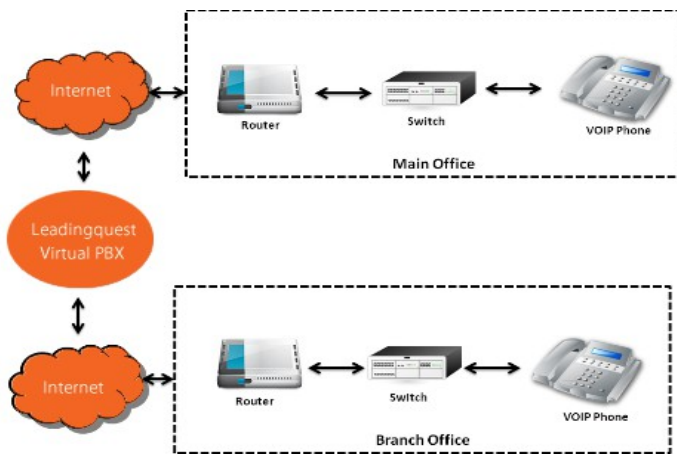 Internet
Router
Switch
VOIP Phone
Main Office
Leadingquest
Virtual PBX
Internet
Router
Switch
VOIP Phone
Branch Office